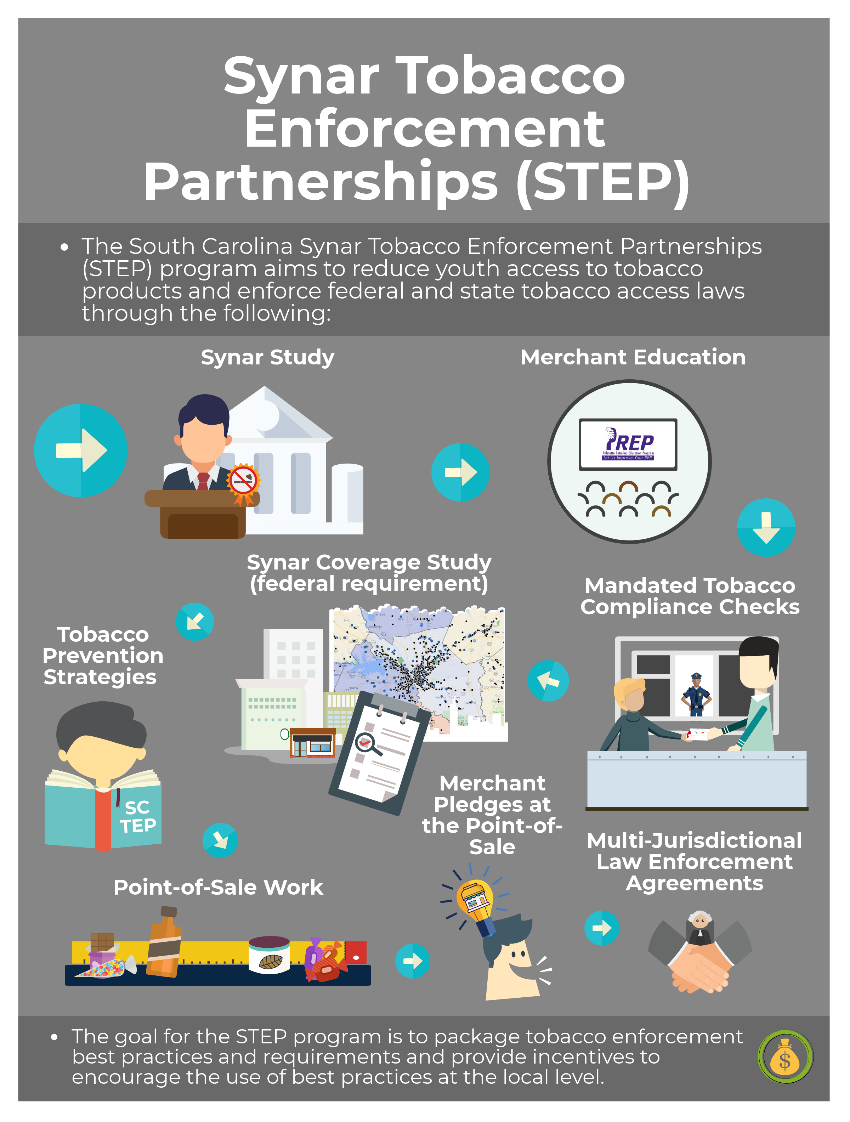 Synar Tobacco
Enforcement
Partnerships (STEP)
• The South Carolina Synar Tobacco Enforcement Partnerships
(STEP) program aims to reduce youth access to tobacco
products and enforce federal and state tobacco access laws
through the following:
Synar Study
Merchant Education
PREP
Mandated Tobacco
Compliance Checks
Synar Coverage Study
(federal requirement)
Tobacco
Prevention
Strategies
SC
TEP
Point-of-Sale Work
Merchant
Pledges at
the Point-of-
Sale
Multi-Jurisdictional
Law Enforcement
Agreements
• The goal for the STEP program is to package tobacco enforcement
best practices and requirements and provide incentives to
encourage the use of best practices at the local level.
$